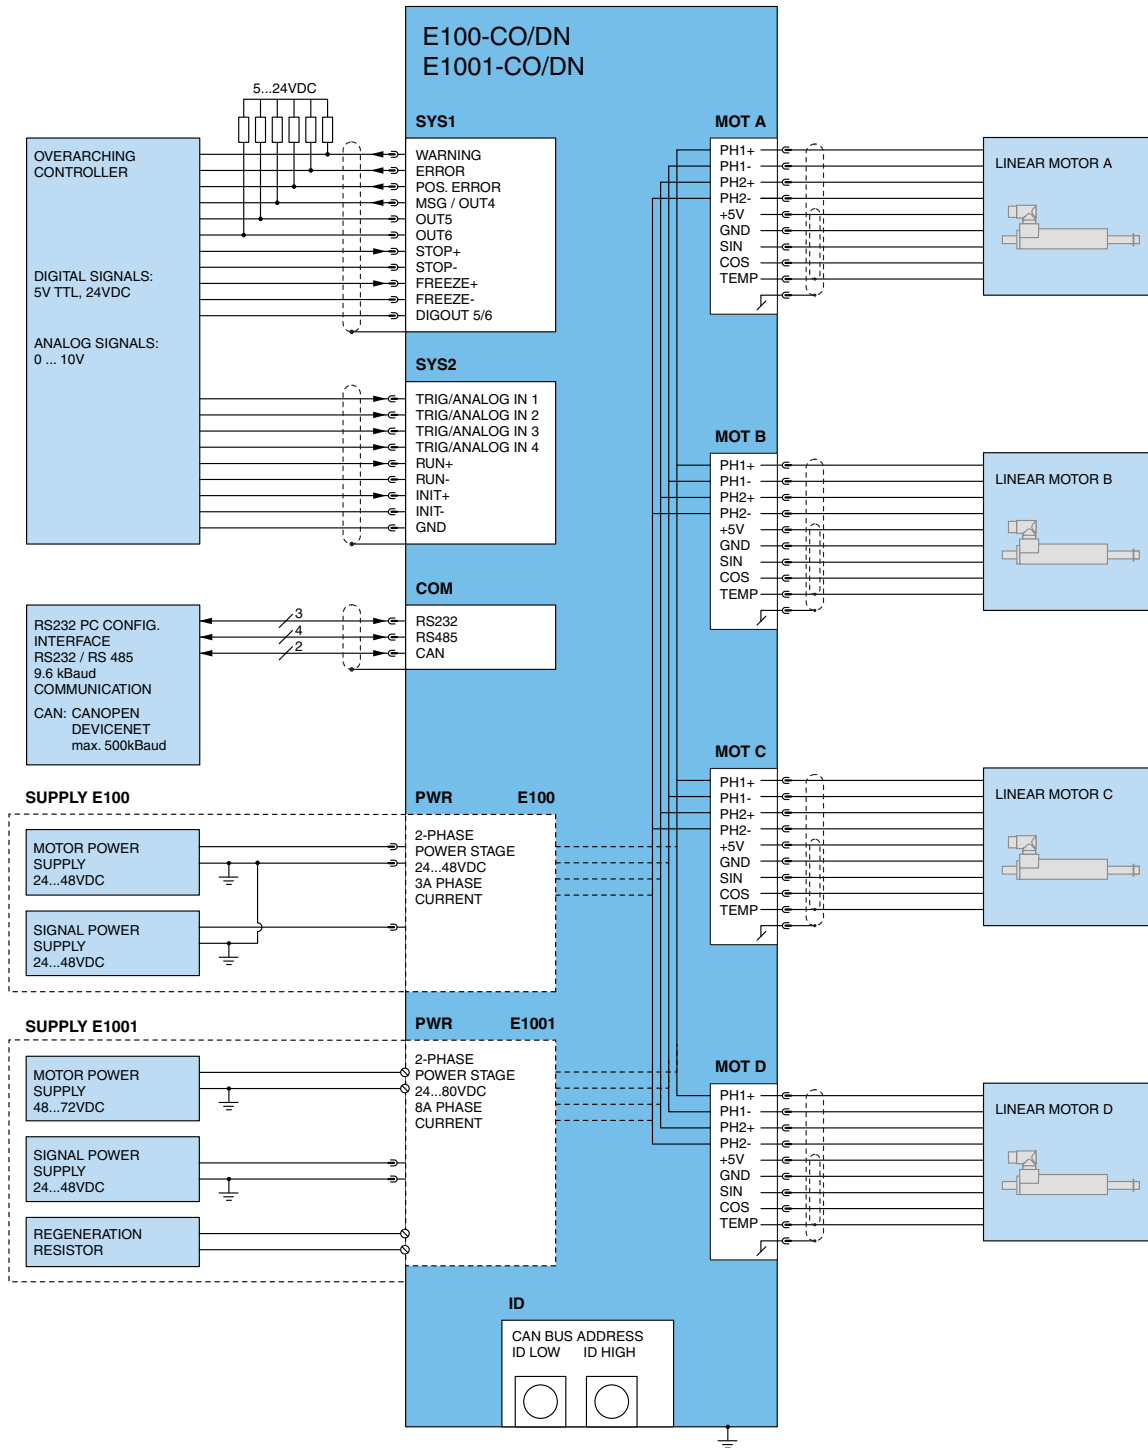 E100-CO/DN
E1001-CO/DN
5...24VDC
OVERARCHING
CONTROLLER
DIGITAL SIGNALS:
5V TTL, 24VDC
ANALOG SIGNALS:
0 ... 10V
SYS1
WARNING
ERROR
POS. ERROR
MSG / OUT4
OUT5
OUT6
STOP+
STOP-
FREEZE+
FREEZE-
DIGOUT 5/6
SYS2
TRIG/ANALOG IN 1
TRIG/ANALOG IN 2
TRIG/ANALOG IN 3
TRIG/ANALOG IN 4
RUN+
RUN-
INIT+
INIT-
GND
RS232 PC CONFIG.
INTERFACE
RS232 / RS 485
9.6 kBaud
COMMUNICATION
CAN: CANOPEN
DEVICENET
max. 500kBaud
3
4
2
COM
RS232
RS485
CAN
SUPPLY E100
MOTOR POWER
SUPPLY
24...48VDC
SIGNAL POWER
SUPPLY
24...48VDC
PWR E100
2-PHASE
POWER STAGE
24...48VDC
3A PHASE
CURRENT
SUPPLY E1001
MOTOR POWER
SUPPLY
48...72VDC
SIGNAL POWER
SUPPLY
24...48VDC
REGENERATION
RESISTOR
PWR E1001
2-PHASE
POWER STAGE
24...80VDC
8A PHASE
CURRENT
ID
CAN BUS ADDRESS
ID LOW ID HIGH
MOT A
PH1+
PH1-
PH2+
PH2-
+5V
GND
SIN
COS
TEMP
LINEAR MOTOR A
MOT B
PH1+
PH1-
PH2+
PH2-
+5V
GND
SIN
COS
TEMP
LINEAR MOTOR B
MOT C
PH1+
PH1-
PH2+
PH2-
+5V
GND
SIN
COS
TEMP
LINEAR MOTOR C
MOT D
PH1+
PH1-
PH2+
PH2-
+5V
GND
SIN
COS
TEMP
LINEAR MOTOR D